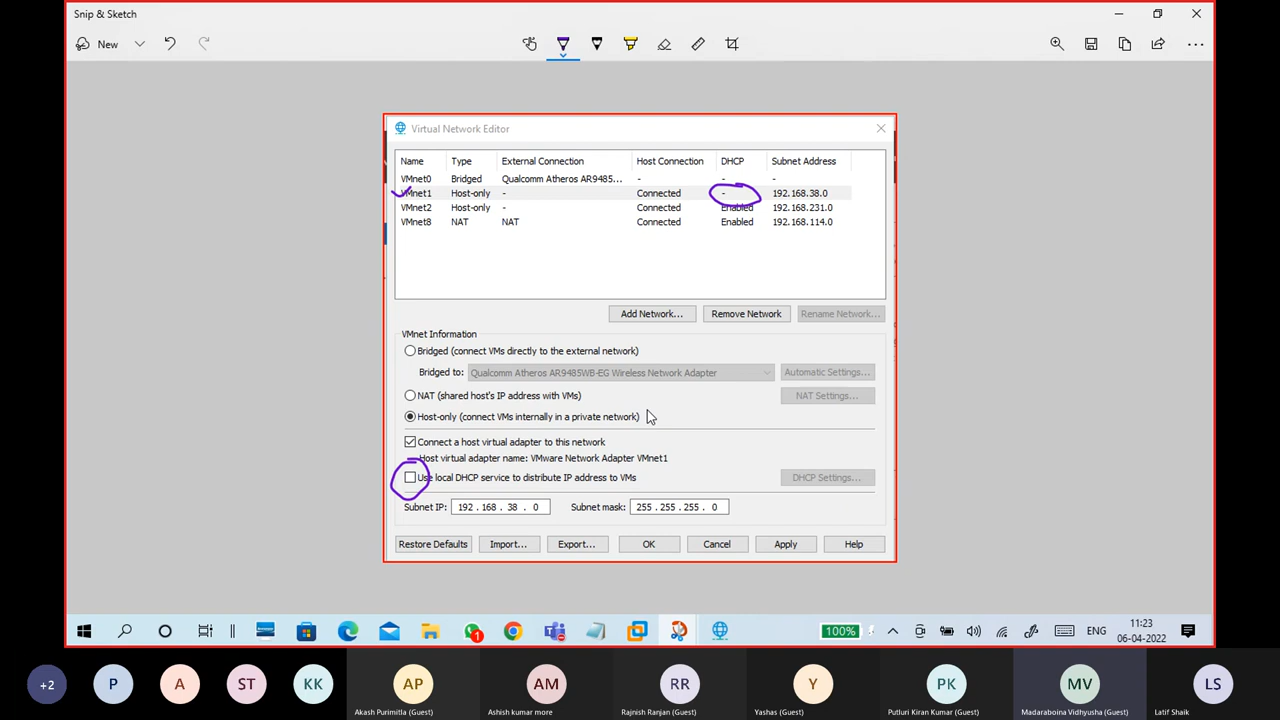 Snip & Sketch
New
Virtual Network Editor
Name Type External Connection Host Connection DHCP Subnet Address
VMnet0 Bridged Qualcomm Atheros AR9485... - - -
VMnet1 Host-only - Connected - 192.168.38.0
VMnet2 Host-only - Connected Enabled 192.168.231.0
VMnet8 NAT NAT Connected Enabled 192.168.114.0
Add Network... Remove Network Rename Network...
VMnet Information
Bridged (connect VMs directly to the external network)
Bridged to: Qualcomm Atheros AR9485WB-EG Wireless Network Adapter Automatic Settings...
NAT (shared host's IP address with VMs) NAT Settings...
Host-only (connect VMs internally in a private network)
Connect a host virtual adapter to this network
Host virtual adapter name: VMware Network Adapter VMnet1
Use local DHCP service to distribute IP address to VMs DHCP Settings...
Subnet IP: 192 . 168 . 38 . 0 Subnet mask: 255 . 255 . 255 . 0
Restore Defaults Import... Export... OK Cancel Apply Help
1 100% ENG 11:23
06-04-2022
+2 P A ST KK AP AM RR Y PK MV LS
Akash Purimitla (Guest) Ashish kumar more Rajnish Ranjan (Guest) Yashas (Guest) Putluri Kiran Kumar (Guest) Madaraboina Vidhyusha (Guest) Latif Shaik